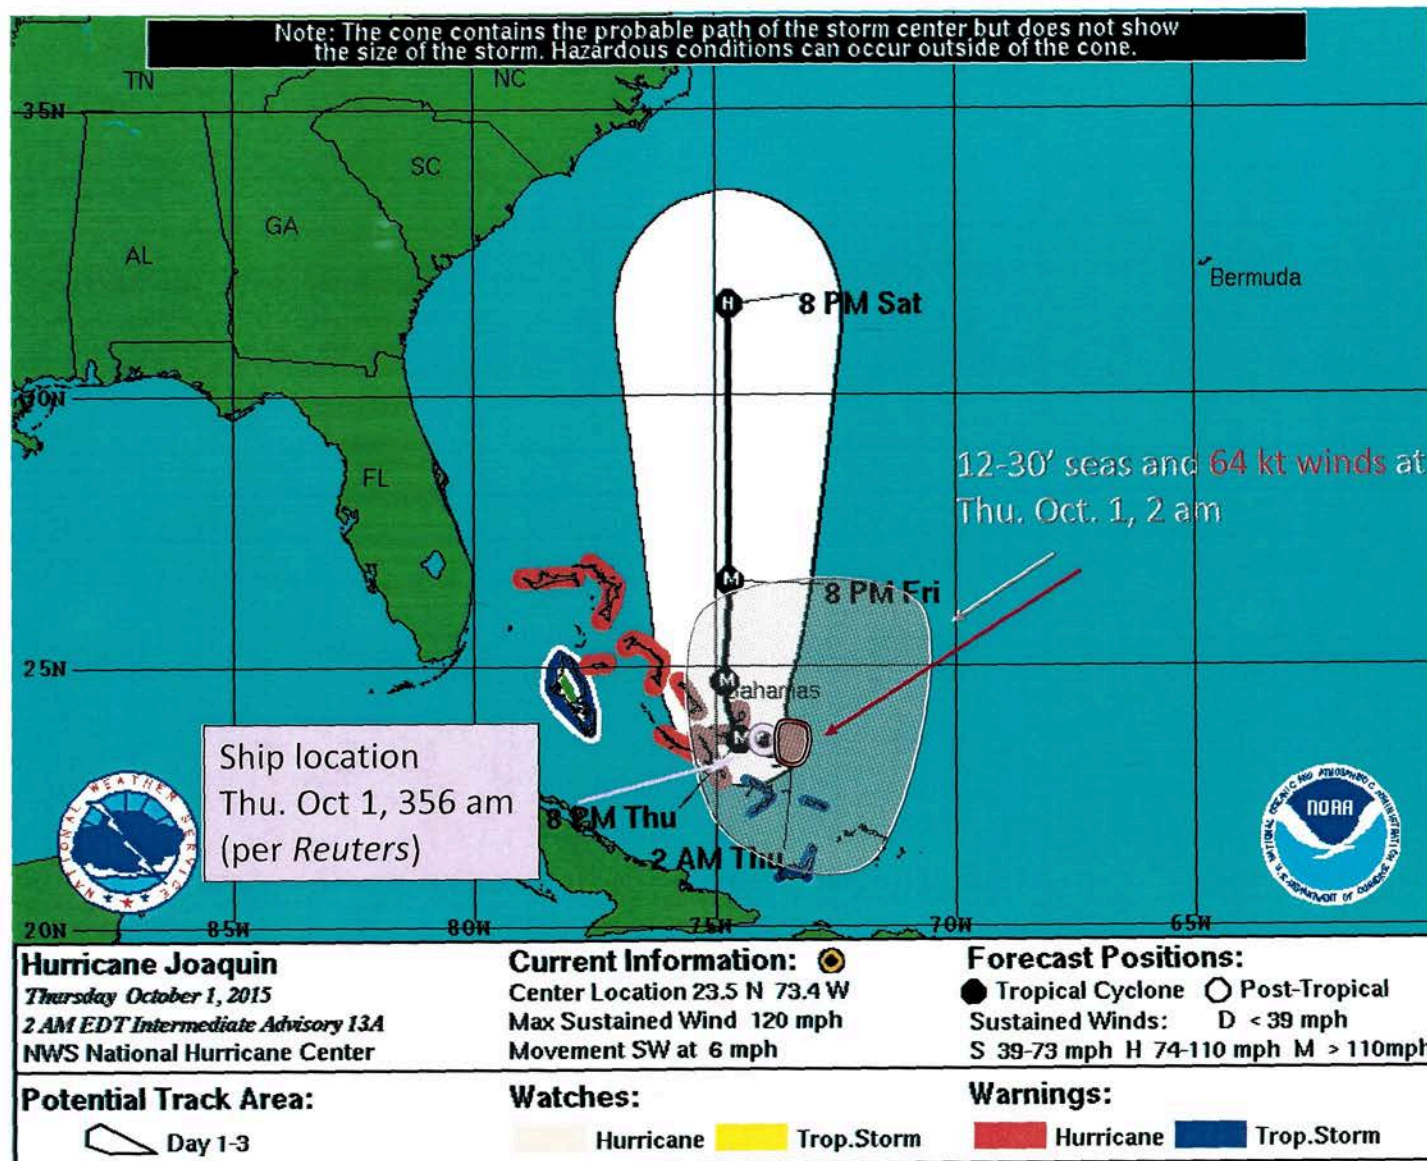 Note: The cone contains the probable path of the storm center but does not show
the size of the storm. Hazardous conditions can occur outside of the cone.
TN
NC
35N
SC
GA
AL
Bermuda
8 PM Sat
30N
12-30' seas and 64 kt winds at
Thu. Oct. 1, 2 am
FL
8 PM Fri
25N
Bahamas
Ship location
Thu. Oct 1, 356 am
(per Reuters)
8 PM Thu
2 AM Thu
NATIONAL WEATHER SERVICE
NOAA
20N
85W
80W
75W
70W
65W
H
M
M
M
Hurricane Joaquin
Thursday October 1, 2015
2 AM EDT Intermediate Advisory 13A
NWS National Hurricane Center
Current Information:
Center Location 23.5 N 73.4 W
Max Sustained Wind 120 mph
Movement SW at 6 mph
Forecast Positions:
Tropical Cyclone Post-Tropical
Sustained Winds: D < 39 mph
S 39-73 mph H 74-110 mph M > 110mph
Potential Track Area:
Day 1-3
Watches:
Hurricane Trop.Storm
Warnings:
Hurricane Trop.Storm